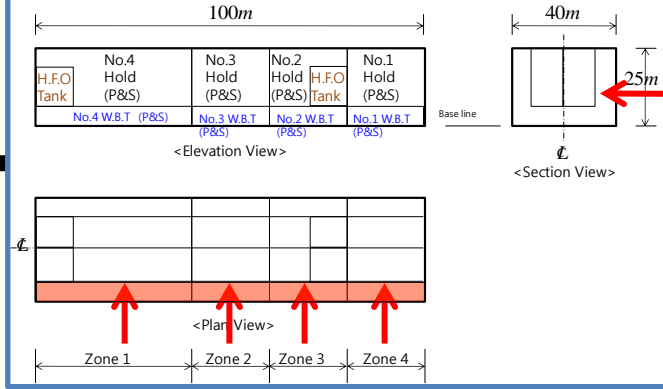 100m
40m
No.4
Hold
(P&S)
No.3
Hold
(P&S)
No.2
Hold
(P&S)
No.1
Hold
(P&S)
H.F.O
Tank
H.F.O
Tank
25m
No.4 W.B.T (P&S)
No.3 W.B.T
(P&S)
No.2 W.B.T
(P&S)
No.1 W.B.T
(P&S)
Base line
<Elevation View>
℄
<Section View>
℄
<Plan View>
Zone 1
Zone 2
Zone 3
Zone 4